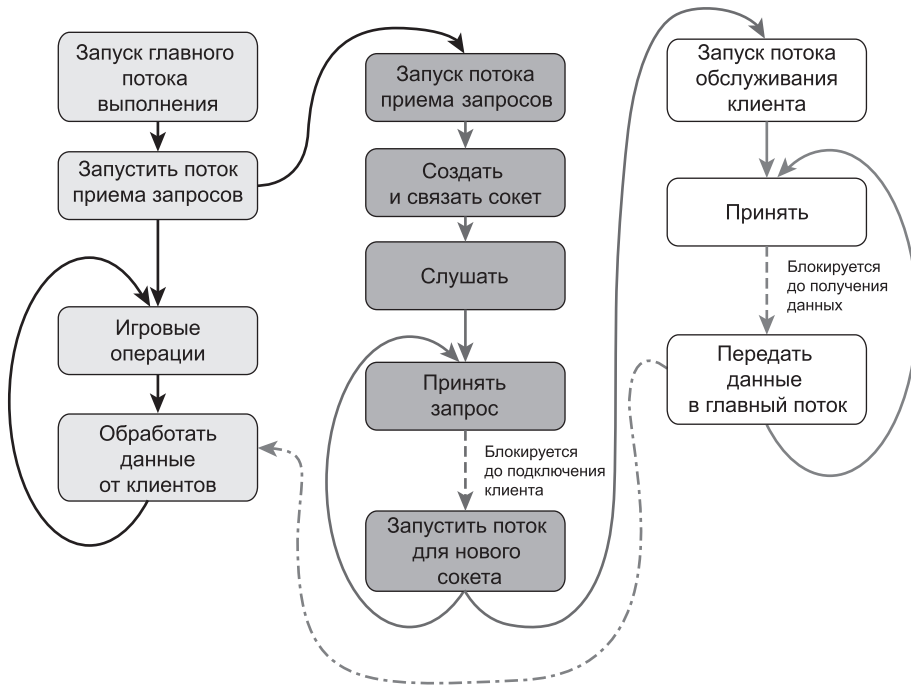 Запуск главного
потока
выполнения
Запустить поток
приема запросов
Игровые
операции
Обработать
данные
от клиентов
Запуск потока
приема запросов
Создать
и связать сокет
Слушать
Принять
запрос
Блокируется
до подключения
клиента
Запустить поток
для нового
сокета
Запуск потока
обслуживания
клиента
Принять
Блокируется
до получения
данных
Передать
данные
в главный поток